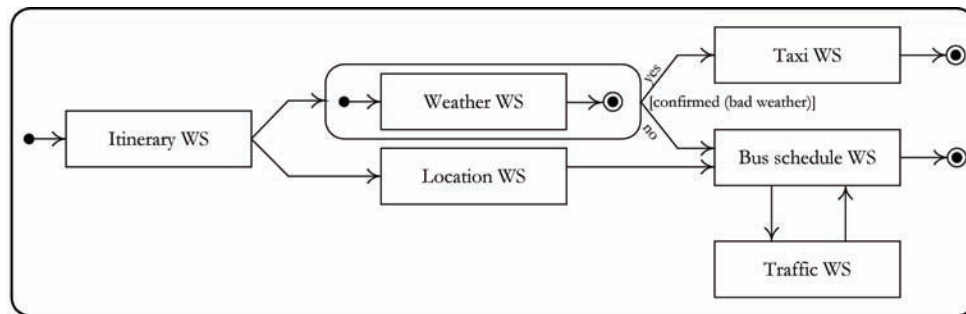 Taxi WS
yes
Weather WS
[confirmed (bad weather)]
no
Itinerary WS
Location WS
Bus schedule WS
Traffic WS